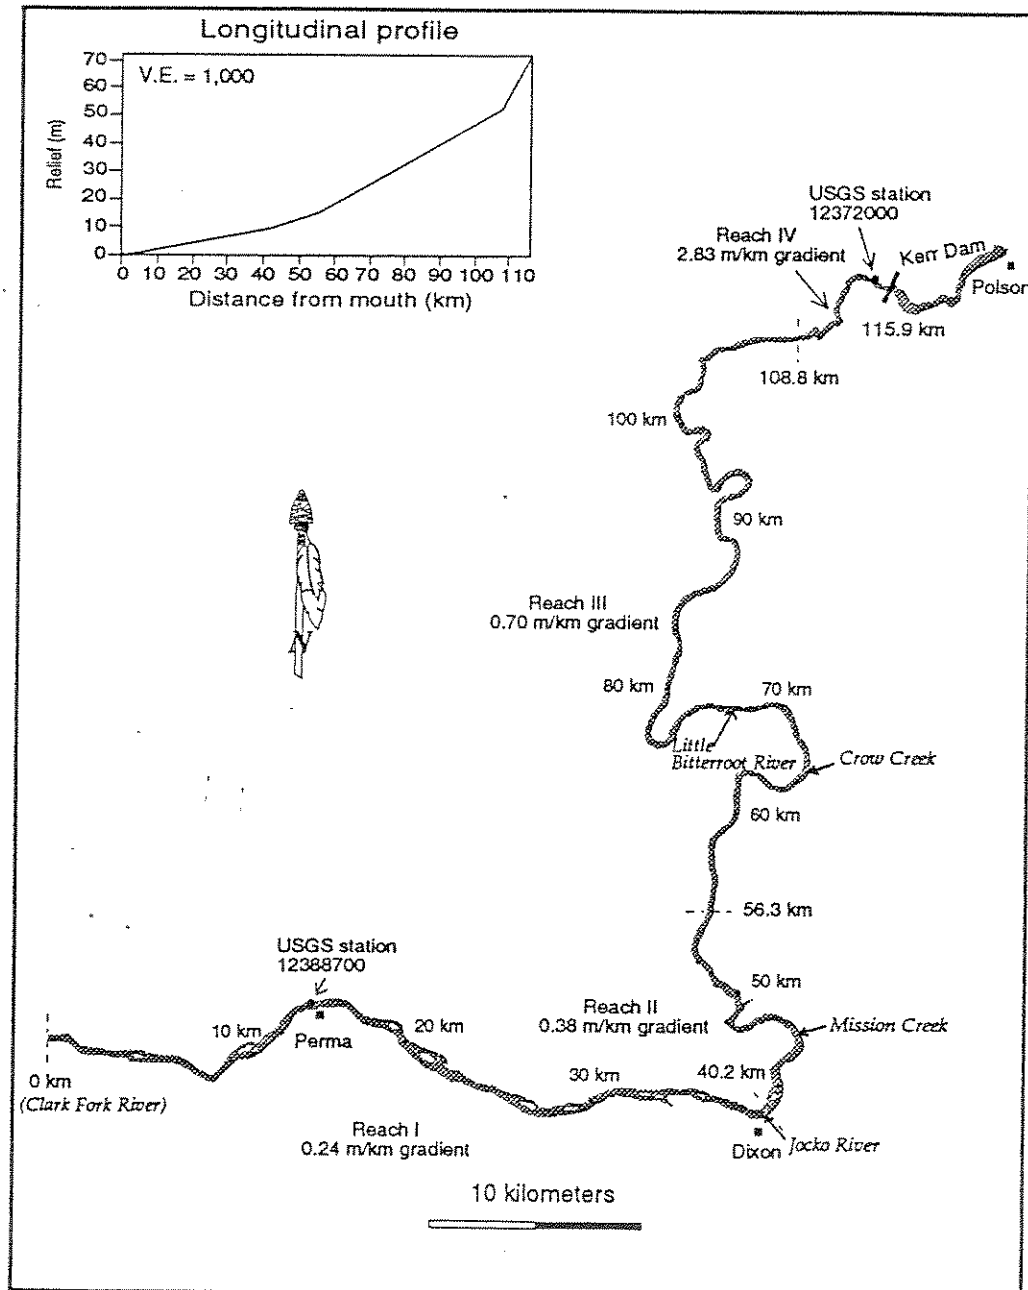 Longitudinal profile
V.E. = 1,000
Relief (m)
70
60
50
40
30
20
10
0
0 10 20 30 40 50 60 70 80 90 100 110
Distance from mouth (km)
USGS station
12372000
Reach IV
2.83 m/km gradient
Kerr Dam
Polson
115.9 km
108.8 km
100 km
90 km
Reach III
0.70 m/km gradient
80 km
70 km
Little
Bitterroot River
Crow Creek
60 km
56.3 km
USGS station
12388700
50 km
Reach II
0.38 m/km gradient
Mission Creek
10 km
20 km
Perma
40.2 km
30 km
0 km
(Clark Fork River)
Reach I
0.24 m/km gradient
Dixon
Jocko River
10 kilometers
N